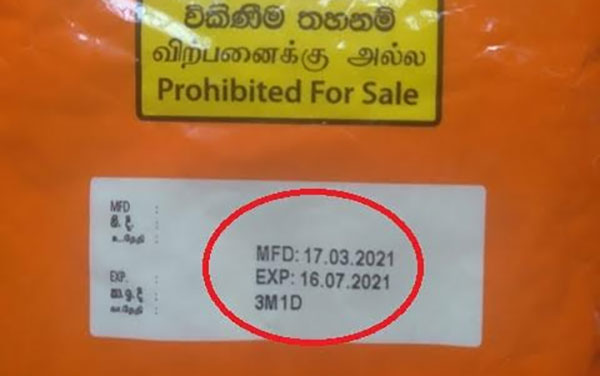 විකිණීම තහනම්
விற்பனைக்கு அல்ல
Prohibited For Sale
MFD :
නි. දි. :
உ.தேதி :
MFD: 17.03.2021
EXP: 16.07.2021
EXP. :
කා.ඉ.දි :
கா.தேதி :
3M1D